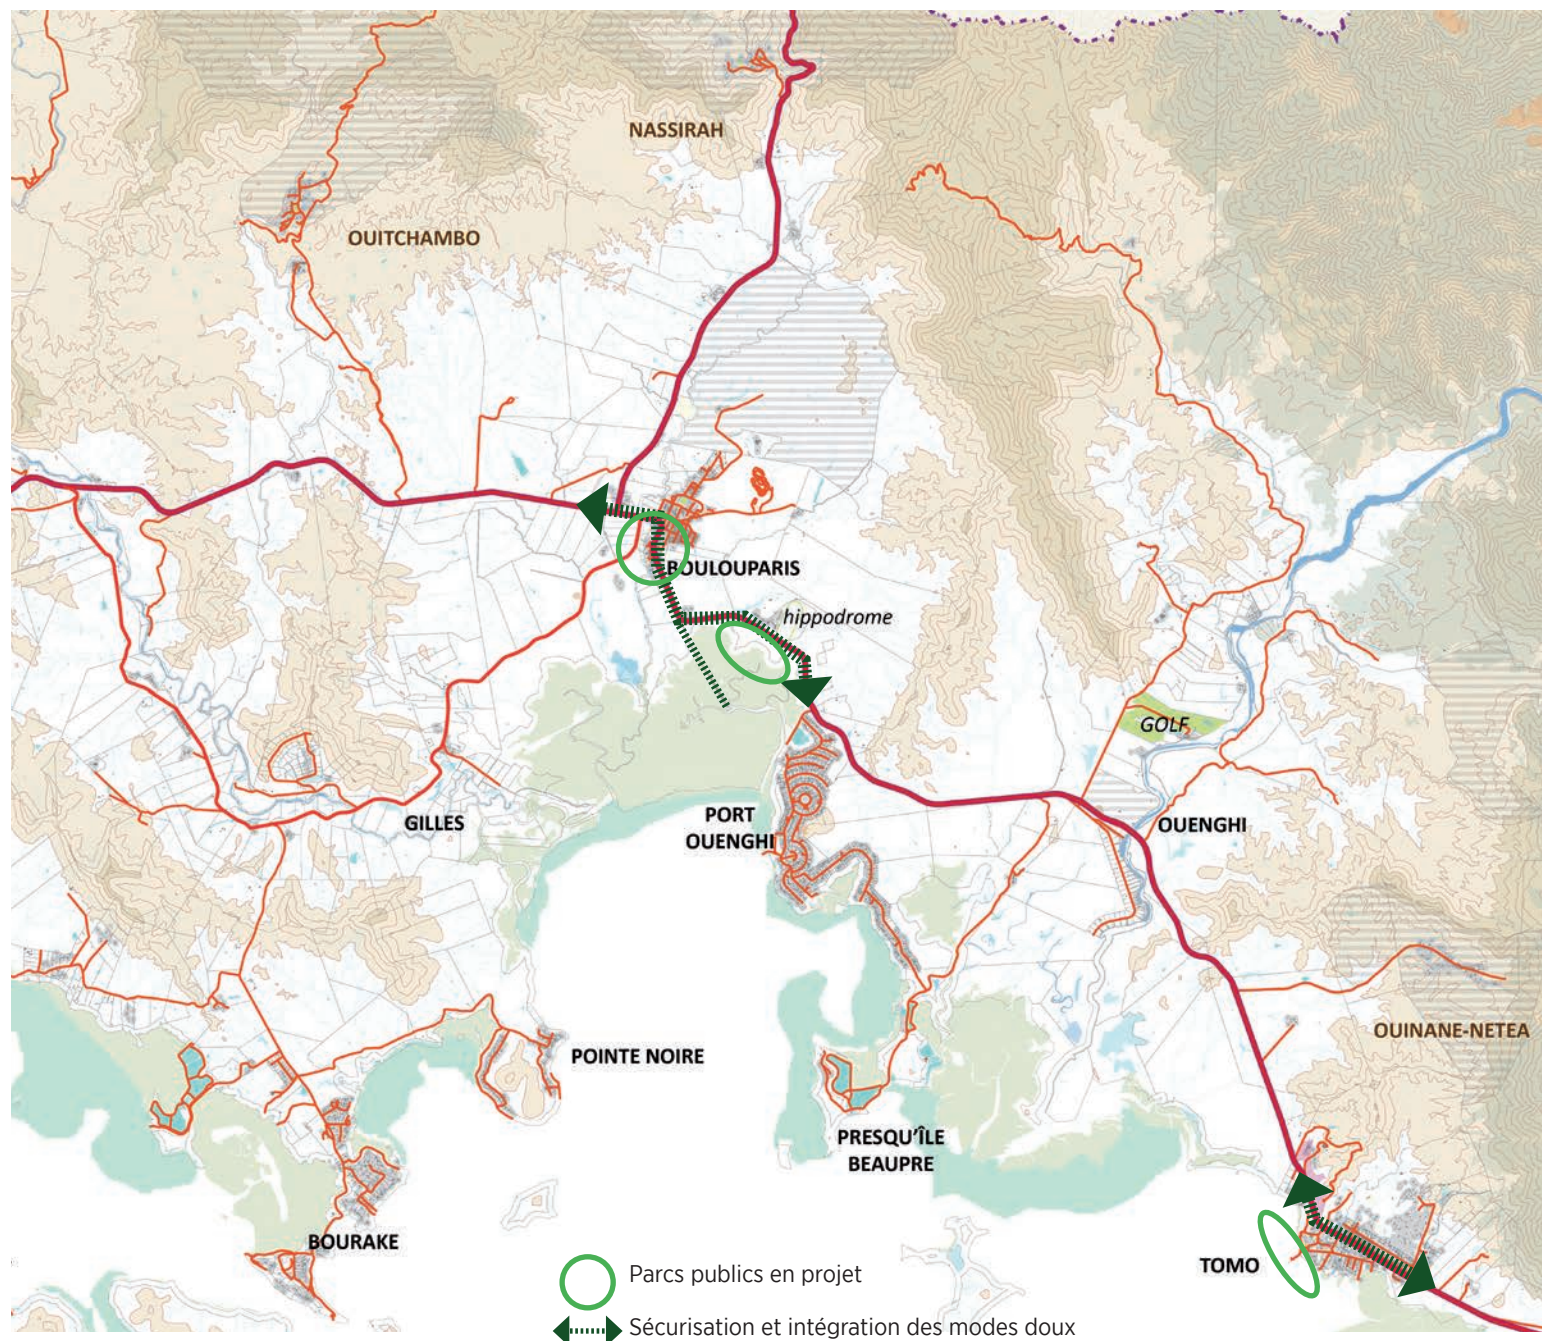 NASSIRAH
OUITCHAMBO
BOULOUPARIS
hippodrome
GOLF
PORT
OUENGHI
GILLES
OUENGHI
OUINANE-NETEA
POINTE NOIRE
PRESQU'ÎLE
BEAUPRE
BOURAKE
TOMO
Parcs publics en projet
Sécurisation et intégration des modes doux